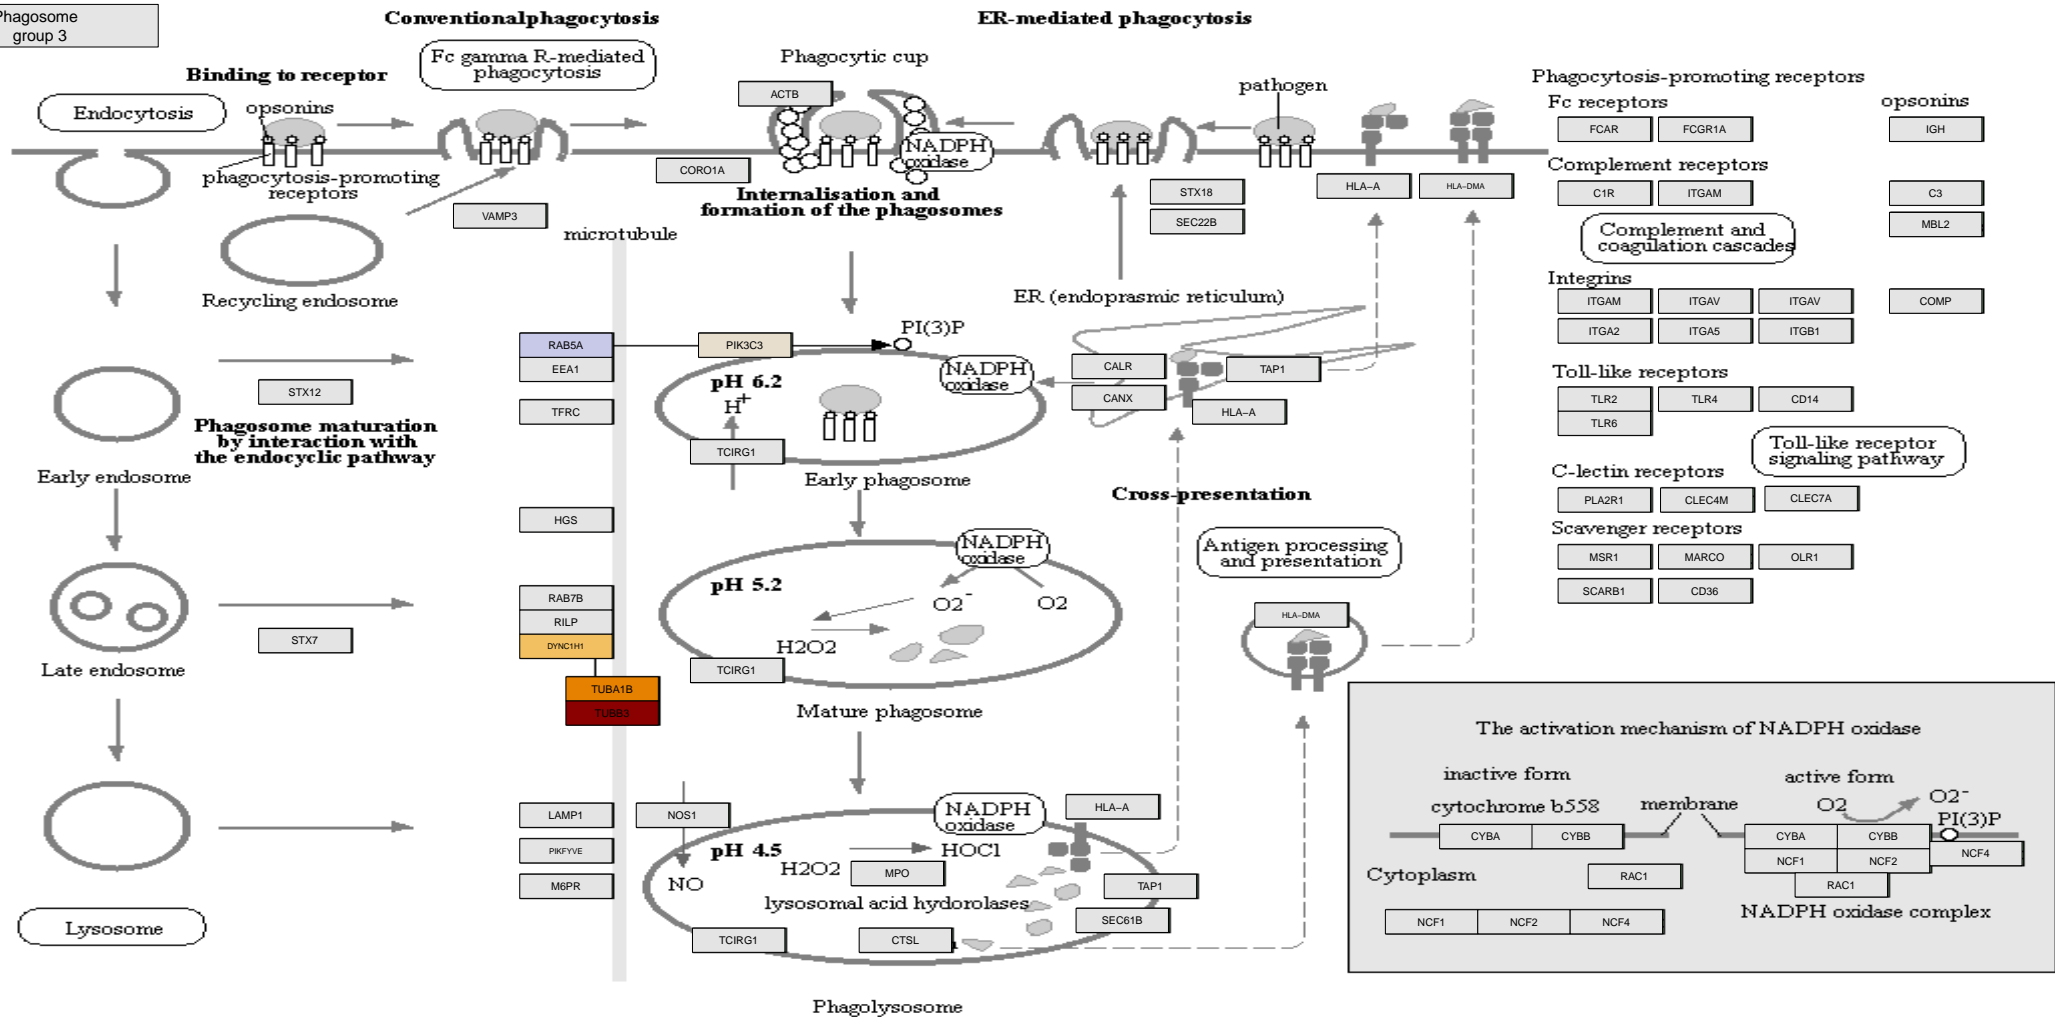 Phagosome
group 3
Conventionalphagocytosis
ER-mediated phagocytosis
Binding to receptor
Fc gamma R-mediated
phagocytosis
Phagocytic cup
Endocytosis
opsonins
ACTB
pathogen
NADPH
oxidase
phagocytosis-promoting
receptors
CORO1A
Internalisation and
formation of the phagosomes
VAMP3
microtubule
Recycling endosome
STX18
SEC22B
HLA-A
HLA-DMA
Phagocytosis-promoting receptors
Fc receptors
opsonins
FCAR
FCGR1A
IGH
Complement receptors
C1R
ITGAM
C3
MBL2
Complement and
coagulation cascades
Integrins
ITGAM
ITGAV
ITGAV
COMP
ITGA2
ITGA5
ITGB1
Toll-like receptors
TLR2
TLR4
CD14
TLR6
Toll-like receptor
signaling pathway
C-lectin receptors
PLA2R1
CLEC4M
CLEC7A
Scavenger receptors
MSR1
MARCO
OLR1
SCARB1
CD36
ER (endoprasmic reticulum)
RAB5A
PIK3C3
PI(3)P
EEA1
STX12
TFRC
pH 6.2
H+
NADPH
oxidase
CALR
CANX
TAP1
HLA-A
Phagosome maturation
by interaction with
the endocyclic pathway
TCIRG1
Early endosome
Early phagosome
Cross-presentation
HGS
NADPH
oxidase
Antigen processing
and presentation
pH 5.2
O2-
O2
H2O2
RAB7B
RILP
DYNC1H1
STX7
HLA-DMA
Late endosome
TCIRG1
TUBA1B
TUBB3
Mature phagosome
LAMP1
NOS1
NADPH
oxidase
HLA-A
PIKFYVE
pH 4.5
H2O2
HOCl
M6PR
NO
MPO
TAP1
lysosomal acid hydorolases
SEC61B
Lysosome
TCIRG1
CTSL
Phagolysosome
The activation mechanism of NADPH oxidase
inactive form
active form
cytochrome b558
membrane
O2
O2-
PI(3)P
CYBA
CYBB
CYBA
CYBB
NCF1
NCF2
NCF4
Cytoplasm
RAC1
RAC1
NADPH oxidase complex
NCF1
NCF2
NCF4